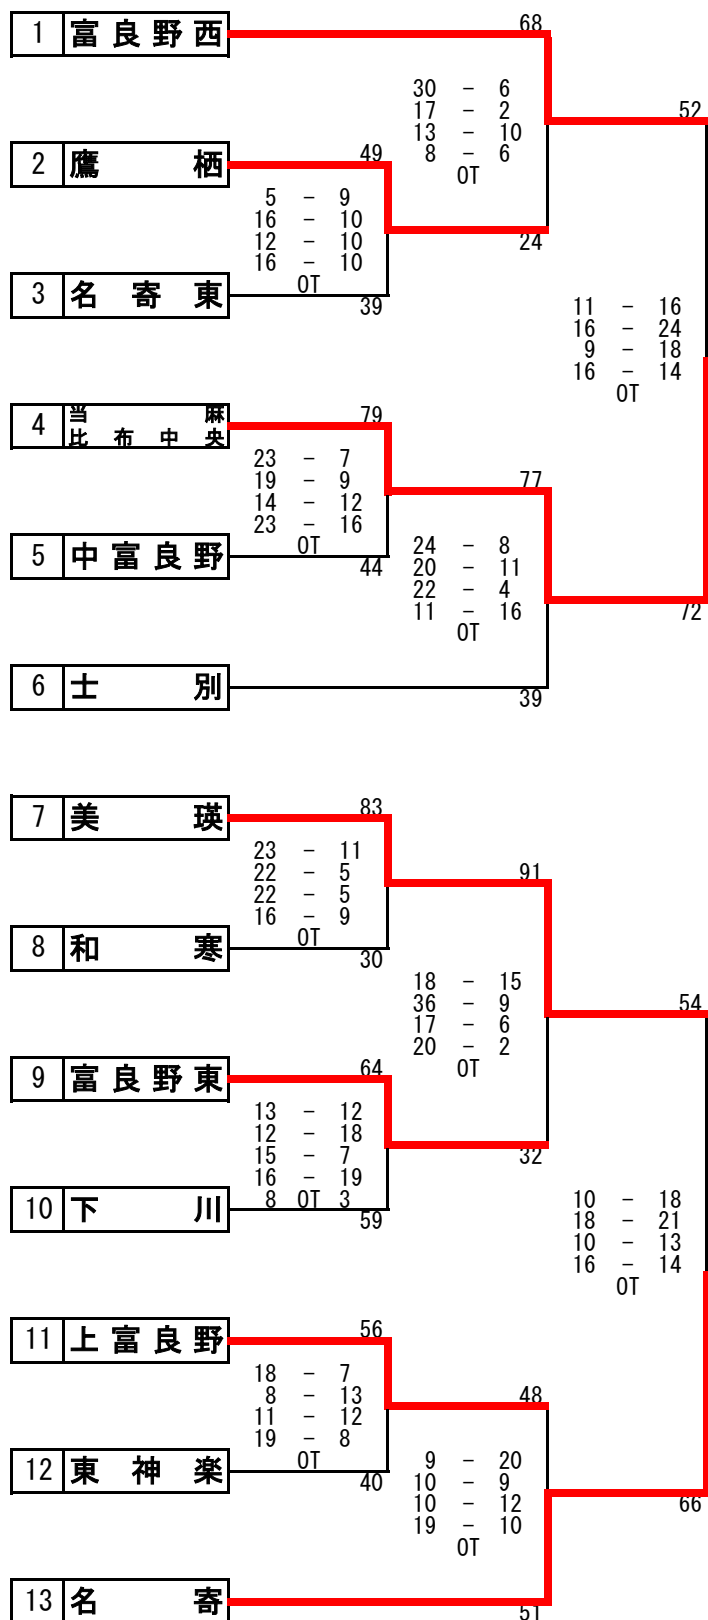 1 富良野西
68
30 - 6
17 - 2
13 - 10
8 - 6
OT
52
2 鷹栖
49
5 - 9
16 - 10
12 - 10
16 - 10
OT
24
3 名寄東
39
11 - 16
16 - 24
9 - 18
16 - 14
OT
4 当麻
比布中央
79
23 - 7
19 - 9
14 - 12
23 - 16
OT
77
5 中富良野
44
24 - 8
20 - 11
22 - 4
11 - 16
OT
72
6 士別
39
7 美瑛
83
23 - 11
22 - 5
22 - 5
16 - 9
OT
91
8 和寒
30
18 - 15
36 - 9
17 - 6
20 - 2
OT
54
9 富良野東
64
13 - 12
12 - 18
15 - 7
16 - 19
8 OT 3
32
10 下川
59
10 - 18
18 - 21
10 - 13
16 - 14
OT
11 上富良野
56
18 - 7
8 - 13
11 - 12
19 - 8
OT
48
12 東神楽
40
9 - 20
10 - 9
10 - 12
19 - 10
OT
66
13 名寄
51